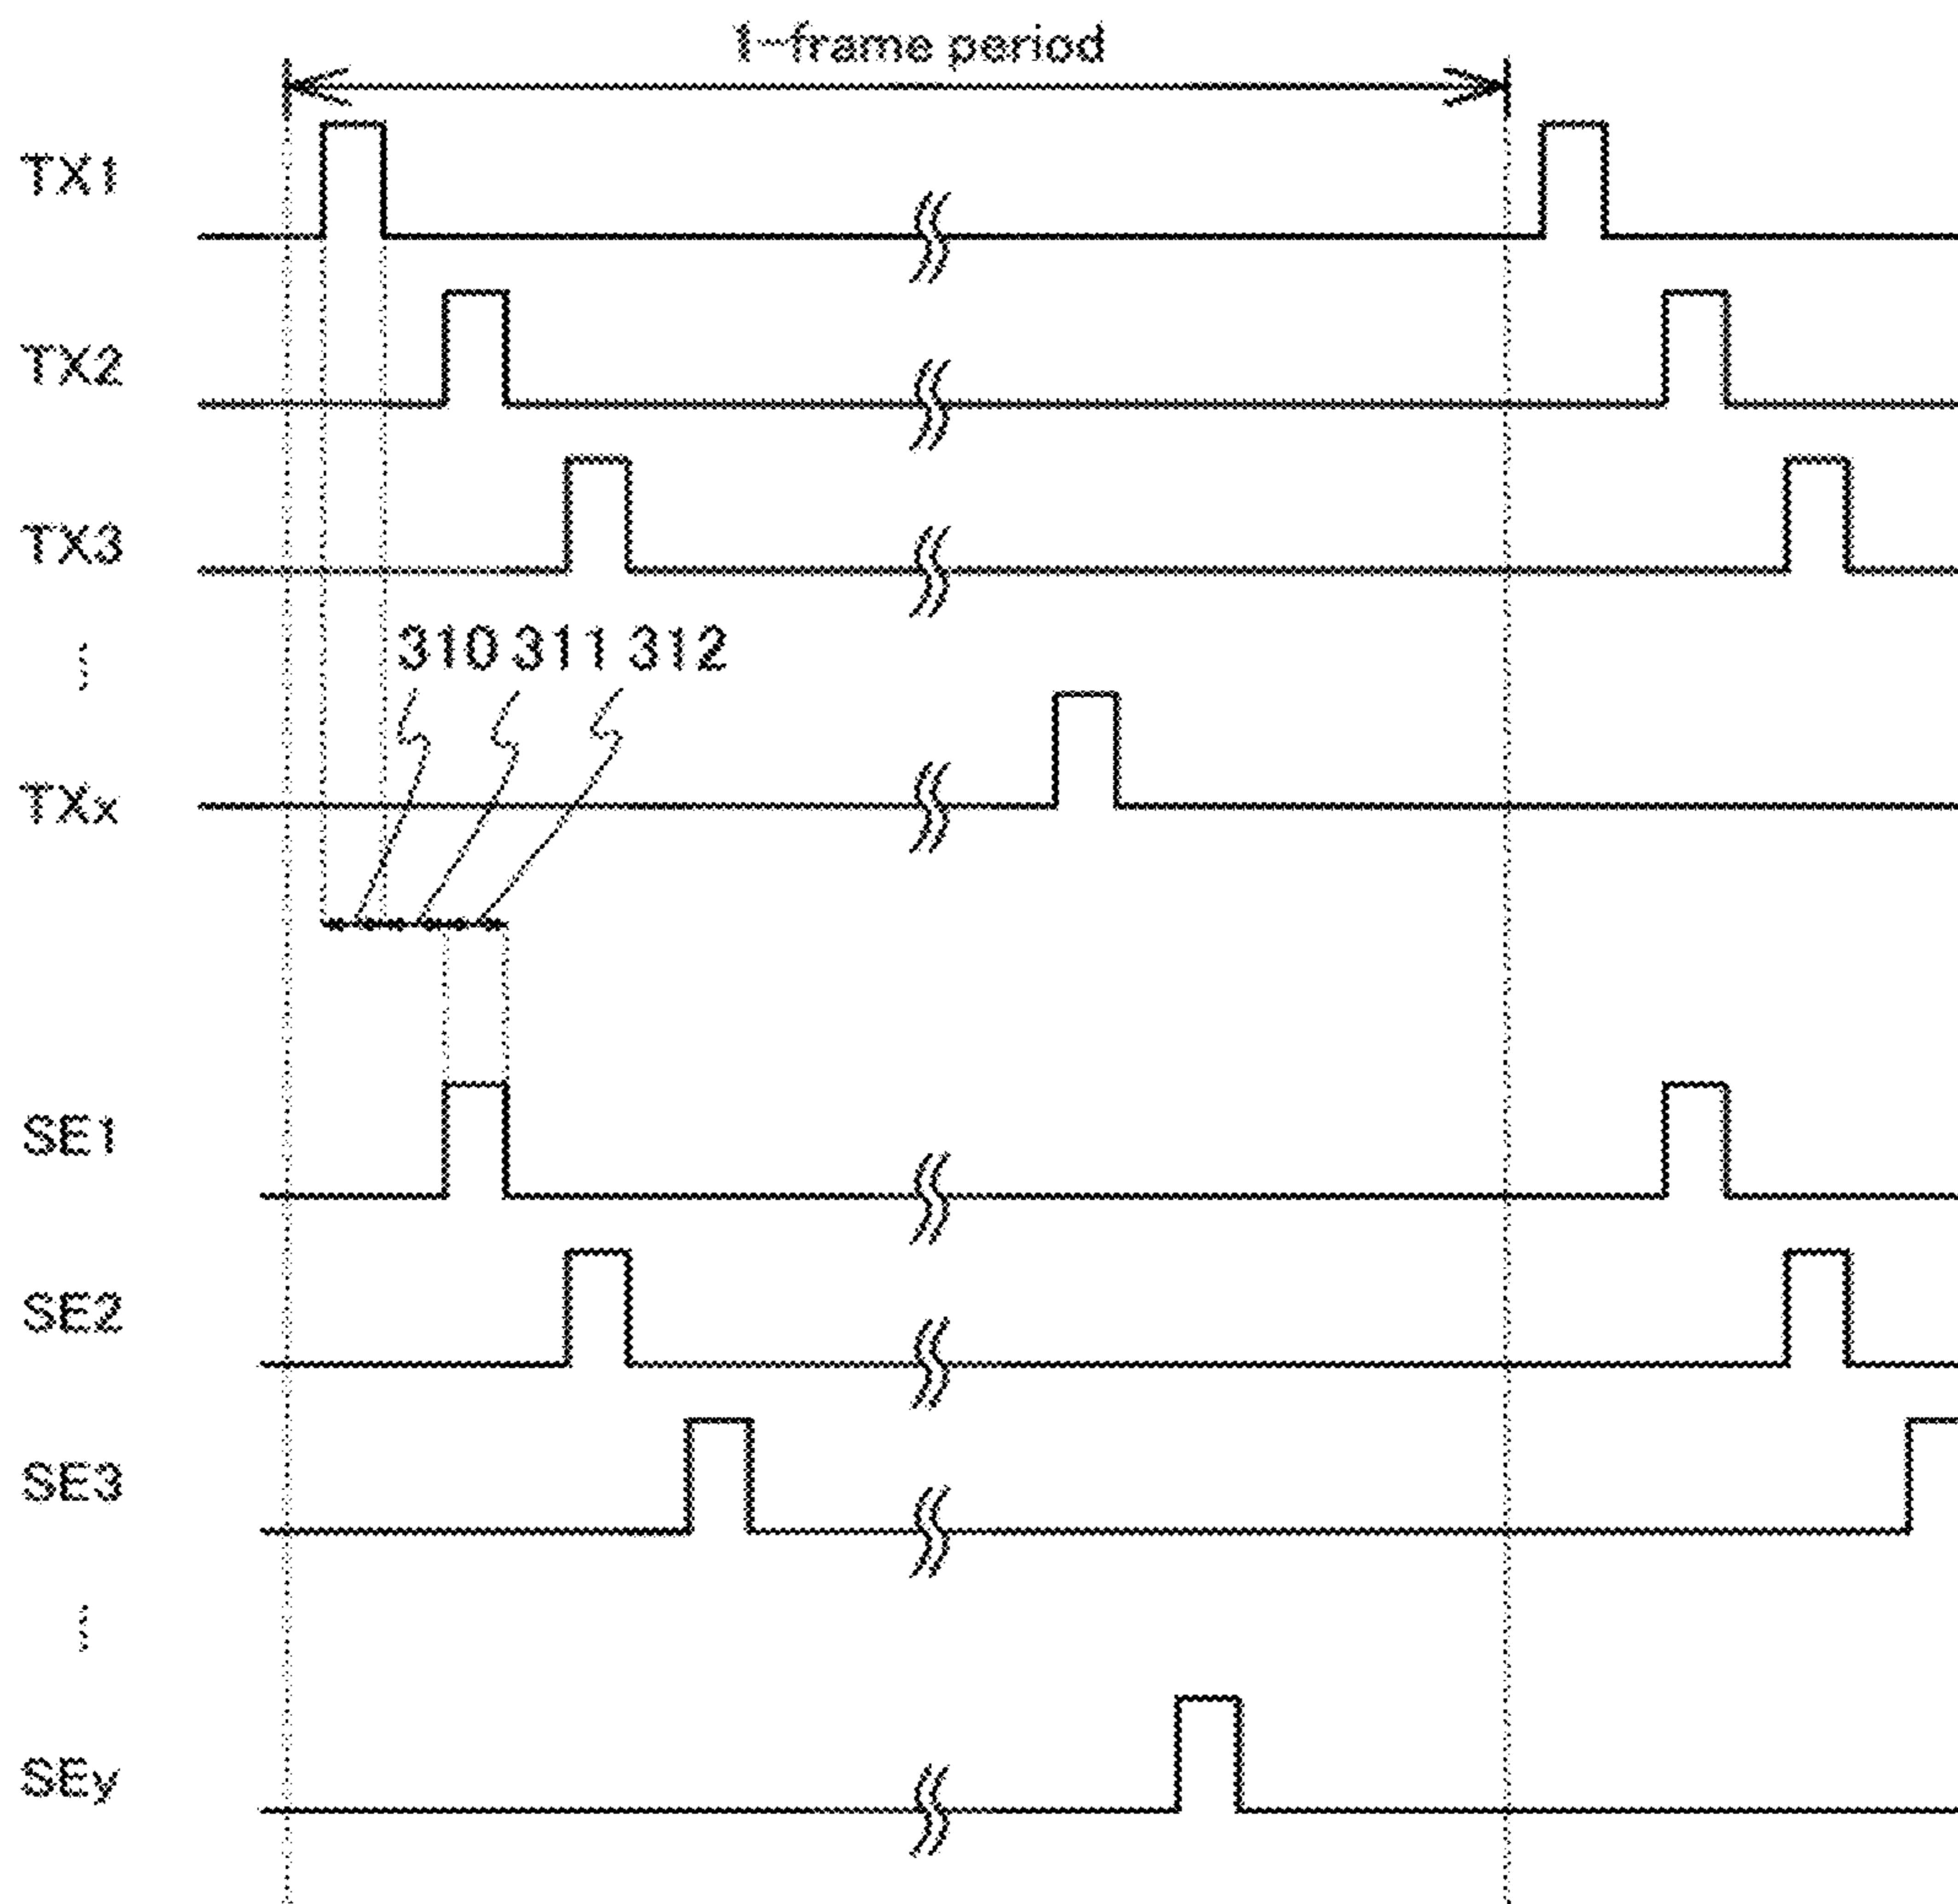 1-frame period
TX1
TX2
TX3
310 311 312
TXx
SE1
SE2
SE3
SEy